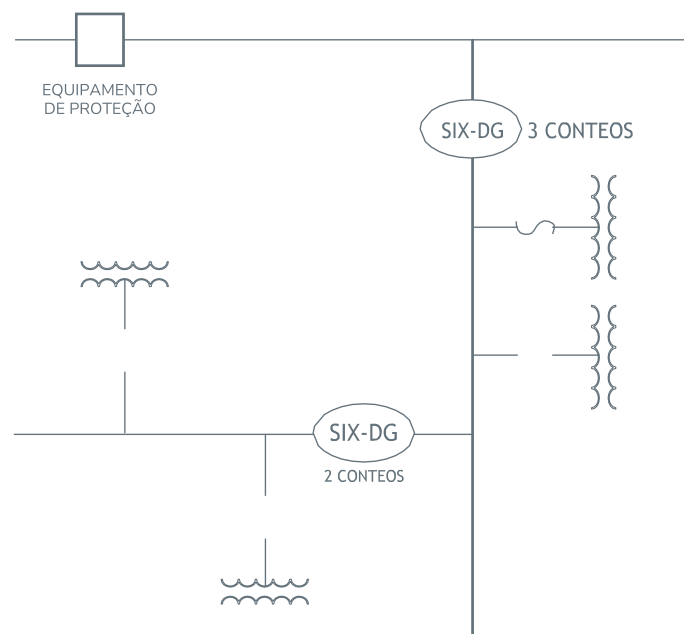 EQUIPAMENTO
DE PROTEÇÃO
SIX-DG 3 CONTEOS
SIX-DG
2 CONTEOS